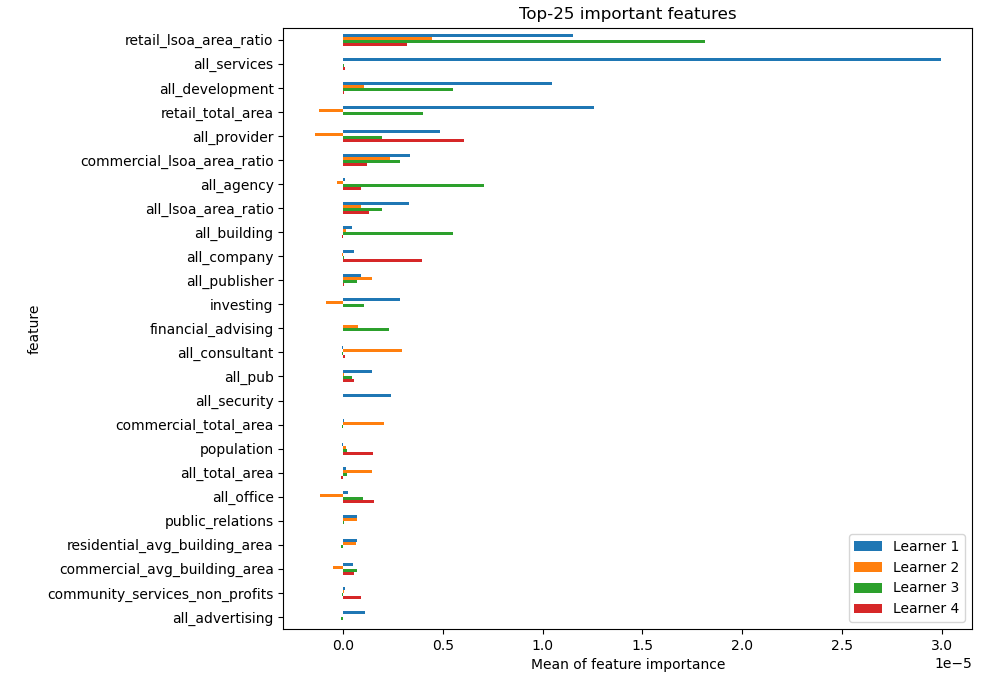 Top-25 important features
retail_lsoa_area_ratio
all_services
all_development
retail_total_area
all_provider
commercial_lsoa_area_ratio
all_agency
all_lsoa_area_ratio
all_building
all_company
all_publisher
investing
financial_advising
all_consultant
all_pub
all_security
commercial_total_area
population
all_total_area
all_office
public_relations
residential_avg_building_area
commercial_avg_building_area
community_services_non_profits
all_advertising
feature
Learner 1
Learner 2
Learner 3
Learner 4
0.0 0.5 1.0 1.5 2.0 2.5 3.0
1e−5
Mean of feature importance